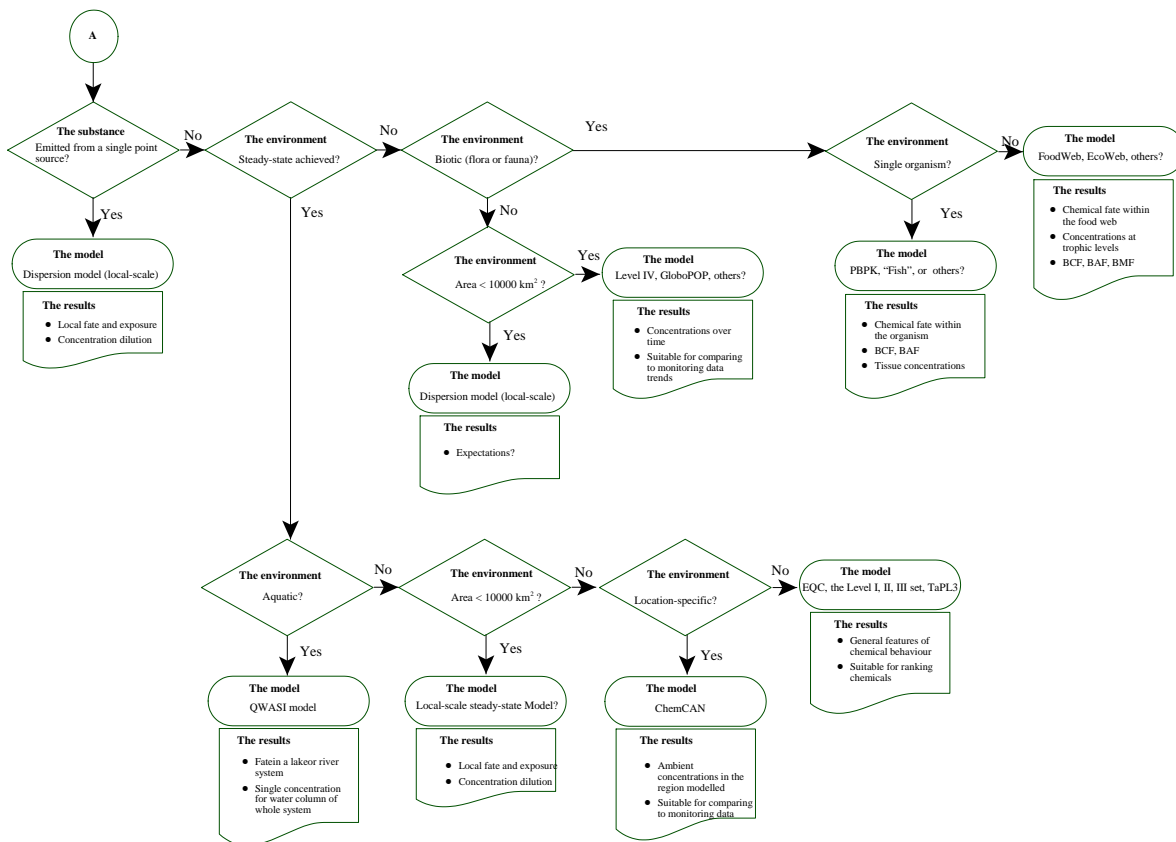 A
The substance
Emitted from a single point
source?
No
Yes
The model
Dispersion model (local-scale)
The results
● Local fate and exposure
● Concentration dilution
The environment
Steady-state achieved?
No
Yes
The environment
Biotic (flora or fauna)?
Yes
No
The environment
Area < 10000 km² ?
Yes
Yes
The model
Level IV, GloboPOP, others?
The results
● Concentrations over
time
● Suitable for comparing
to monitoring data
trends
The model
Dispersion model (local-scale)
The results
● Expectations?
The environment
Single organism?
No
Yes
The model
PBPK, “Fish”, or others?
The results
● Chemical fate within
the organism
● BCF, BAF
● Tissue concentrations
The model
FoodWeb, EcoWeb, others?
The results
● Chemical fate within
the food web
● Concentrations at
trophic levels
● BCF, BAF, BMF
The environment
Aquatic?
No
Yes
The model
QWASI model
The results
● Fatein a lakeor river
system
● Single concentration
for water column of
whole system
The environment
Area < 10000 km² ?
No
Yes
The model
Local-scale steady-state Model?
The results
● Local fate and exposure
● Concentration dilution
The environment
Location-specific?
No
Yes
The model
ChemCAN
The results
● Ambient
concentrations in the
region modelled
● Suitable for comparing
to monitoring data
The model
EQC, the Level I, II, III set, TaPL3
The results
● General features of
chemical behaviour
● Suitable for ranking
chemicals